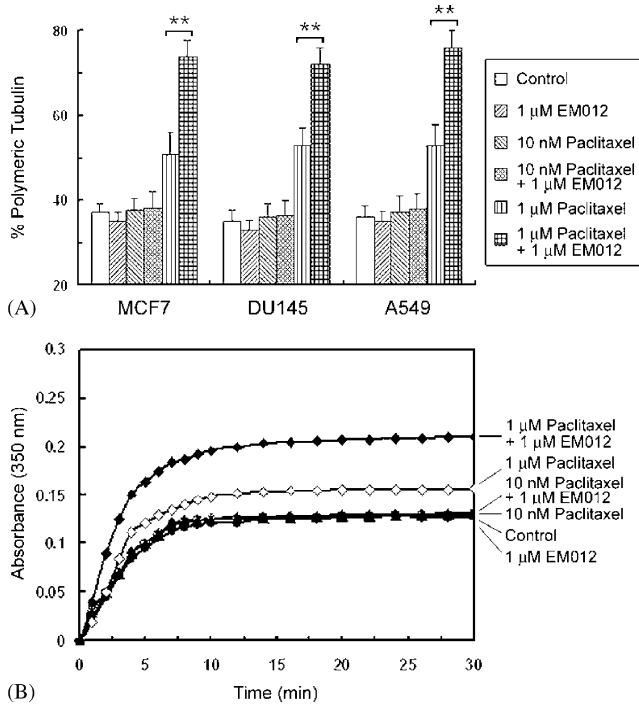 80
60
40
20
% Polymeric Tubulin
**
**
**
(A)
MCF7
DU145
A549
Control
1 µM EM012
10 nM Paclitaxel
10 nM Paclitaxel
+ 1 µM EM012
1 µM Paclitaxel
1 µM Paclitaxel
+ 1 µM EM012
0.3
0.25
0.2
0.15
0.1
0.05
0
Absorbance (350 nm)
0
5
10
15
20
25
30
Time (min)
(B)
1 µM Paclitaxel
+ 1 µM EM012
1 µM Paclitaxel
10 nM Paclitaxel
+ 1 µM EM012
10 nM Paclitaxel
Control
1 µM EM012